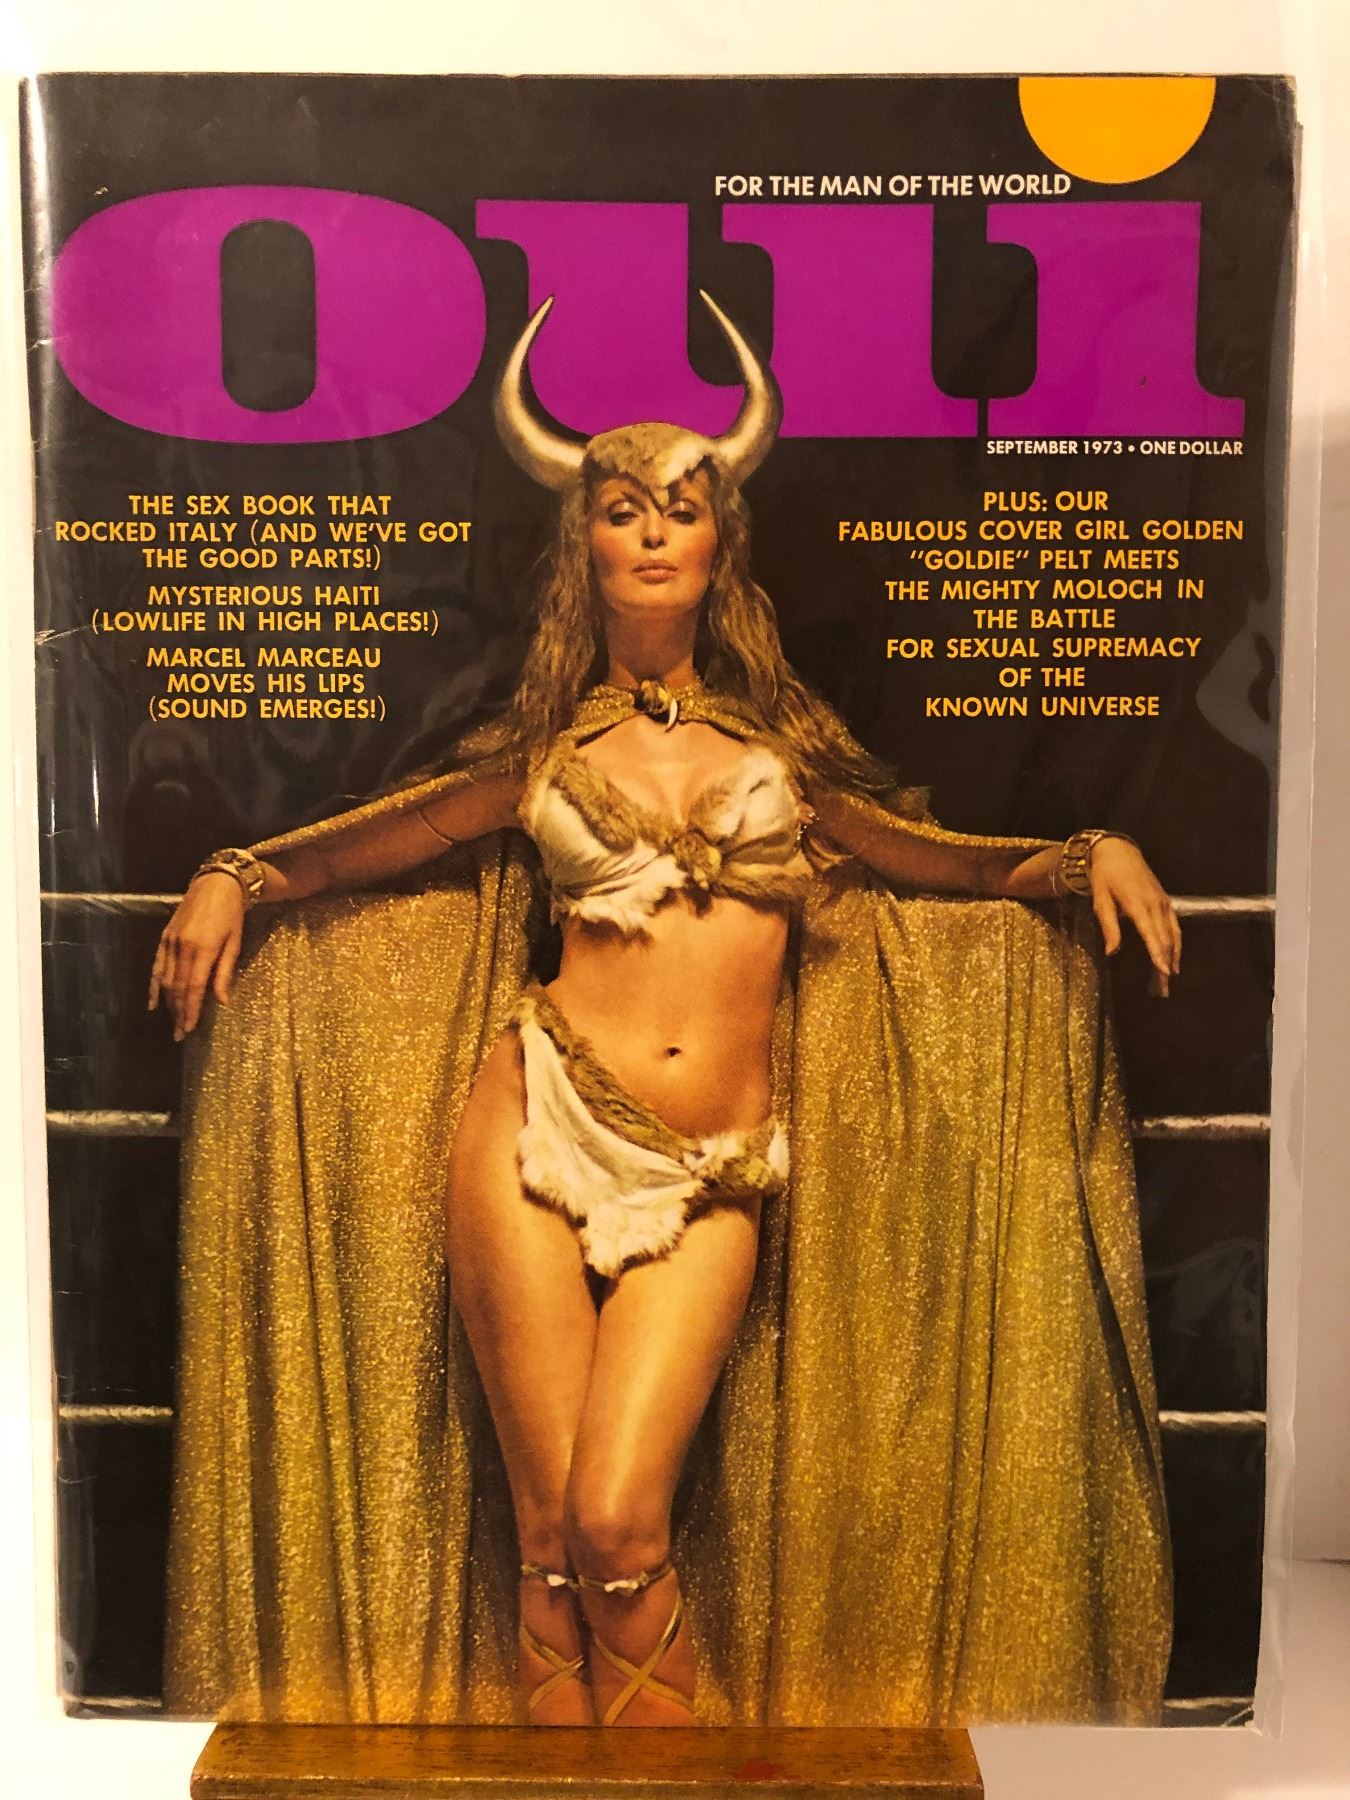 FOR THE MAN OF THE WORLD
oui
SEPTEMBER 1973 • ONE DOLLAR
THE SEX BOOK THAT
ROCKED ITALY (AND WE'VE GOT
THE GOOD PARTS!)
MYSTERIOUS HAITI
(LOWLIFE IN HIGH PLACES!)
MARCEL MARCEAU
MOVES HIS LIPS
(SOUND EMERGES!)
PLUS: OUR
FABULOUS COVER GIRL GOLDEN
"GOLDIE" PELT MEETS
THE MIGHTY MOLOCH IN
THE BATTLE
FOR SEXUAL SUPREMACY
OF THE
KNOWN UNIVERSE